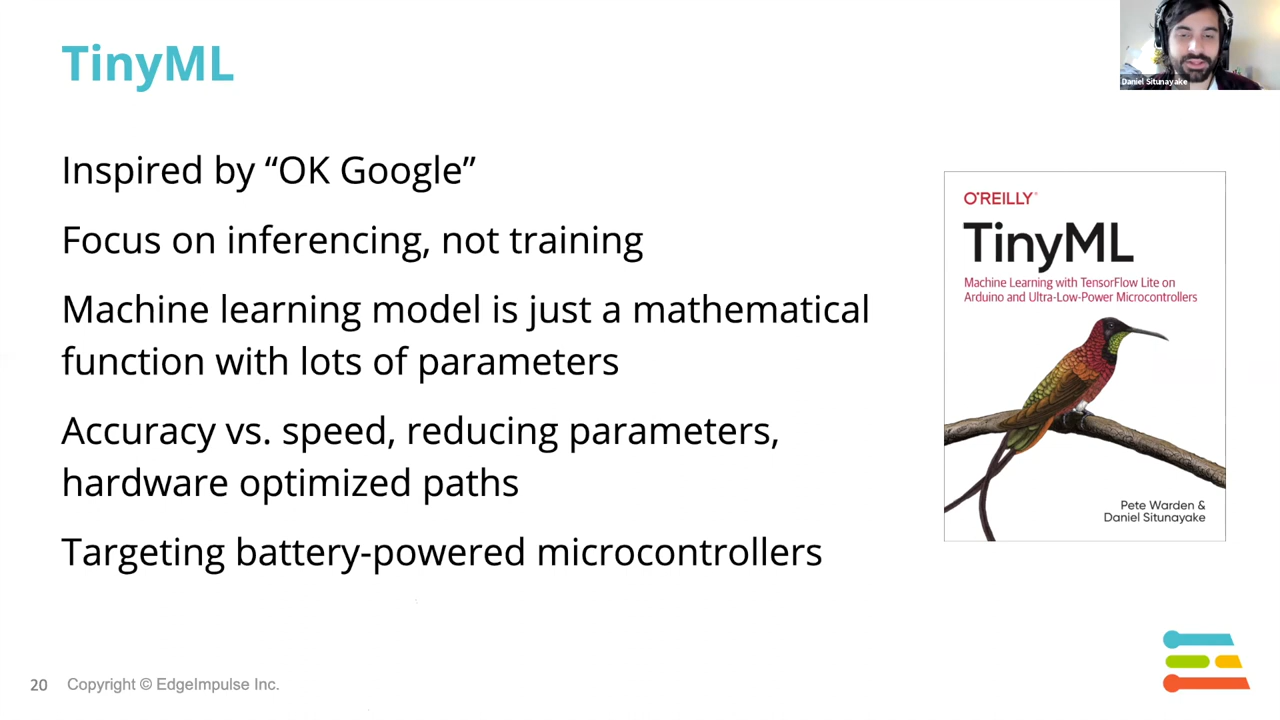 TinyML
Daniel Situnayake
Inspired by “OK Google”
Focus on inferencing, not training
Machine learning model is just a mathematical
function with lots of parameters
Accuracy vs. speed, reducing parameters,
hardware optimized paths
Targeting battery-powered microcontrollers
O'REILLY®
TinyML
Machine Learning with TensorFlow Lite on
Arduino and Ultra-Low-Power Microcontrollers
Pete Warden &
Daniel Situnayake
20 Copyright © EdgeImpulse Inc.